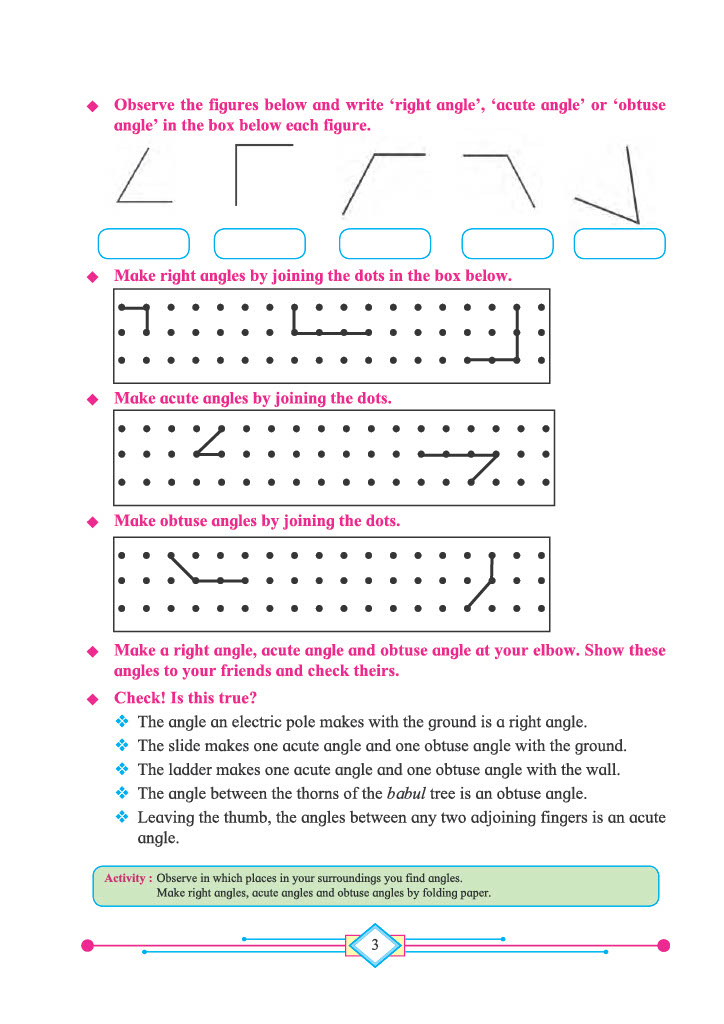 Observe the figures below and write ‘right angle’, ‘acute angle’ or ‘obtuse
angle’ in the box below each figure.
Make right angles by joining the dots in the box below.
Make acute angles by joining the dots.
Make obtuse angles by joining the dots.
Make a right angle, acute angle and obtuse angle at your elbow. Show these
angles to your friends and check theirs.
Check! Is this true?
The angle an electric pole makes with the ground is a right angle.
The slide makes one acute angle and one obtuse angle with the ground.
The ladder makes one acute angle and one obtuse angle with the wall.
The angle between the thorns of the babul tree is an obtuse angle.
Leaving the thumb, the angles between any two adjoining fingers is an acute
angle.
Activity : Observe in which places in your surroundings you find angles.
Make right angles, acute angles and obtuse angles by folding paper.
3